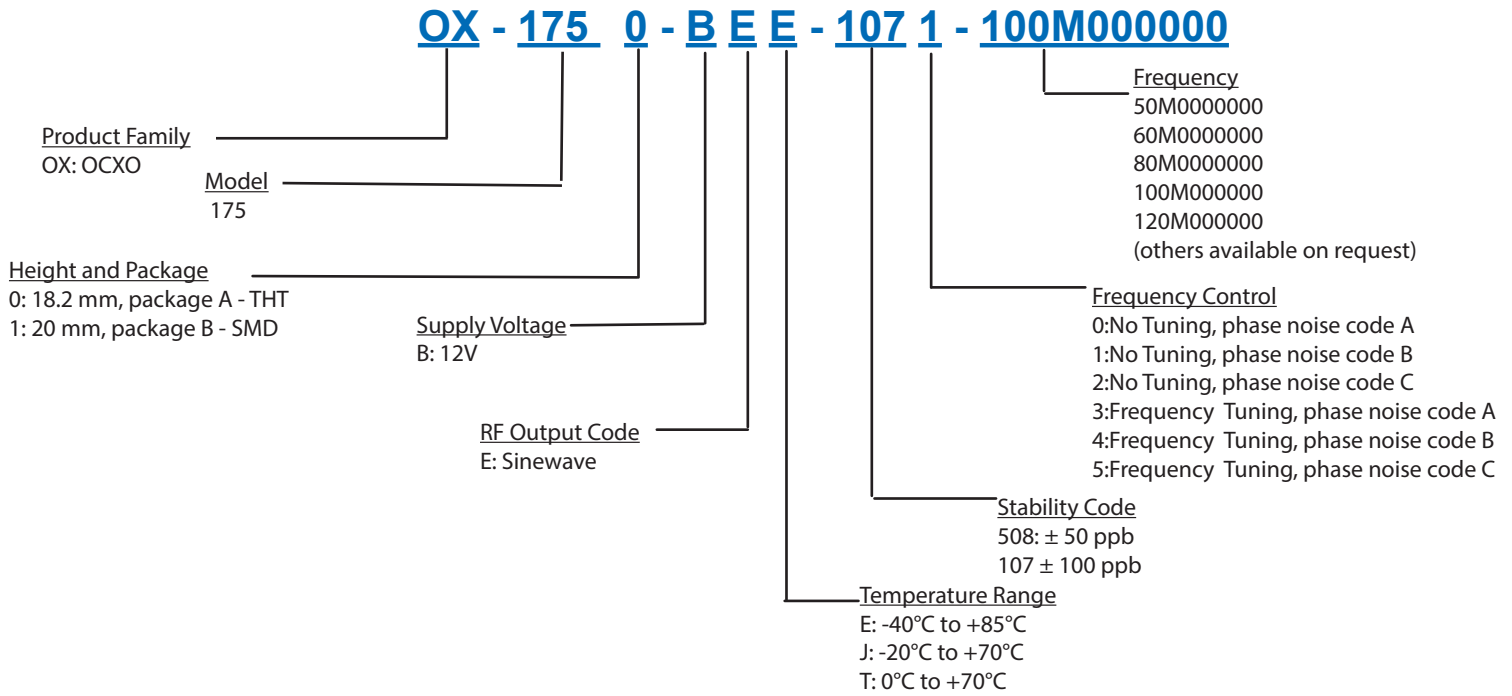 OX - 175 0 - B E E - 107 1 - 100M000000
Product Family
OX: OCXO
Model
175
Height and Package
0: 18.2 mm, package A - THT
1: 20 mm, package B - SMD
Supply Voltage
B: 12V
RF Output Code
E: Sinewave
Frequency
50M0000000
60M0000000
80M0000000
100M000000
120M000000
(others available on request)
Frequency Control
0:No Tuning, phase noise code A
1:No Tuning, phase noise code B
2:No Tuning, phase noise code C
3:Frequency Tuning, phase noise code A
4:Frequency Tuning, phase noise code B
5:Frequency Tuning, phase noise code C
Stability Code
508: ± 50 ppb
107 ± 100 ppb
Temperature Range
E: -40°C to +85°C
J: -20°C to +70°C
T: 0°C to +70°C